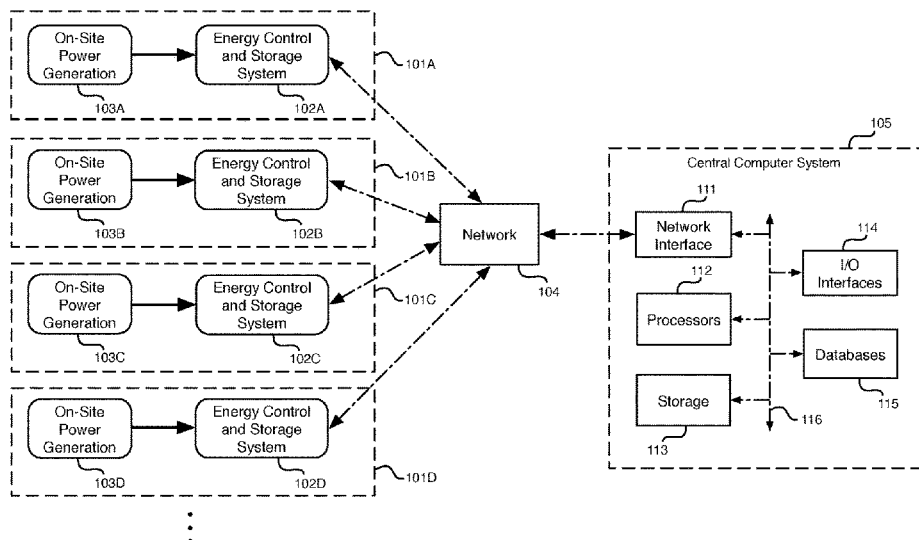 On-Site
Power
Generation
103A
Energy Control
and Storage
System
102A
101A
On-Site
Power
Generation
103B
Energy Control
and Storage
System
102B
101B
On-Site
Power
Generation
103C
Energy Control
and Storage
System
102C
101C
On-Site
Power
Generation
103D
Energy Control
and Storage
System
102D
101D
Network
104
105
Central Computer System
111
Network
Interface
112
Processors
Storage
113
114
I/O
Interfaces
Databases
115
116